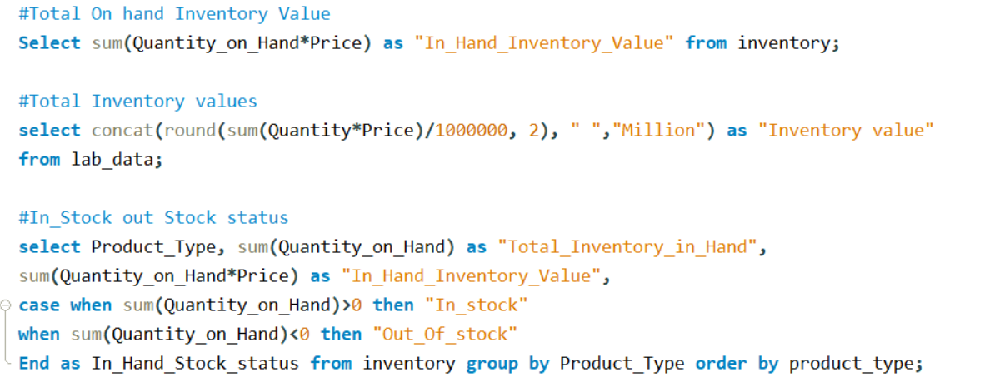 #Total On hand Inventory Value
Select sum(Quantity_on_Hand*Price) as "In_Hand_Inventory_Value" from inventory;
#Total Inventory values
select concat(round(sum(Quantity*Price)/1000000, 2), " ","Million") as "Inventory value"
from lab_data;
#In_Stock out Stock status
select Product_Type, sum(Quantity_on_Hand) as "Total_Inventory_in_Hand",
sum(Quantity_on_Hand*Price) as "In_Hand_Inventory_Value",
case when sum(Quantity_on_Hand)>0 then "In_stock"
when sum(Quantity_on_Hand)<0 then "Out_Of_stock"
End as In_Hand_Stock_status from inventory group by Product_Type order by product_type;